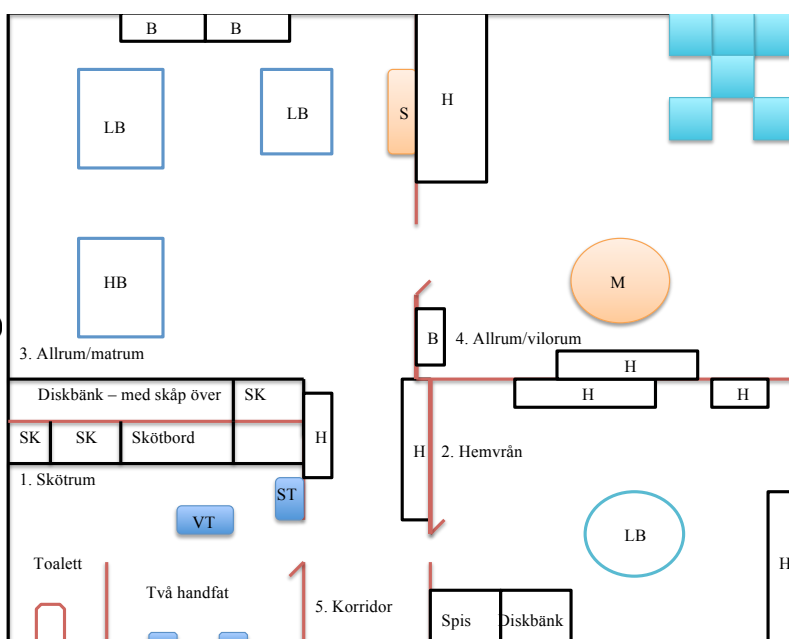 B B
LB LB S H
HB M
3. Allrum/matrum B 4. Allrum/vilorum
H
Diskbänk – med skåp över SK H H
SK SK Skötbord H H 2. Hemvrån
1. Skötrum
ST
VT LB
Toalett H
Två handfat
5. Korridor
Spis Diskbänk